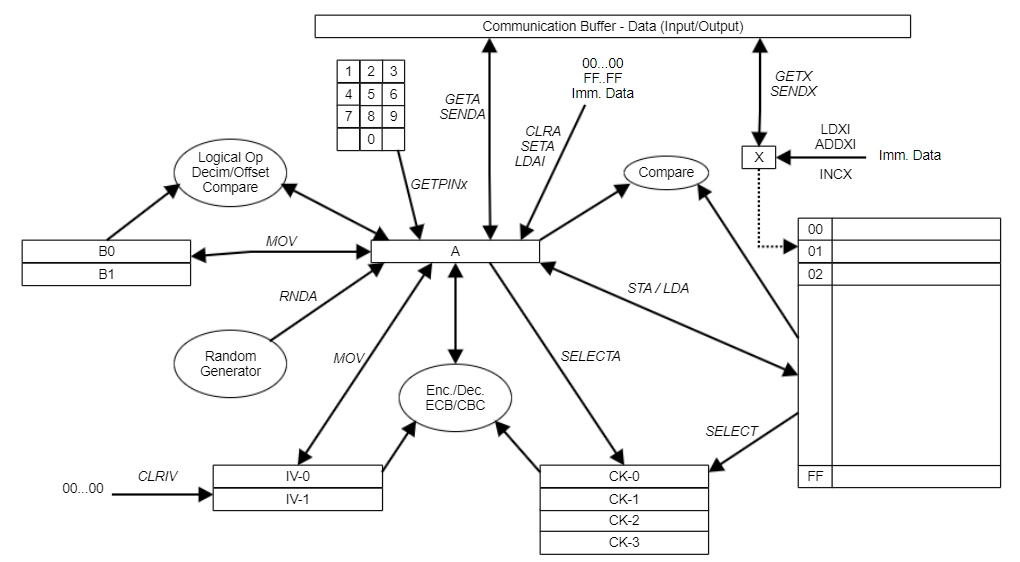 Communication Buffer - Data (Input/Output)
1 2 3
4 5 6
7 8 9
0
GETA
SENDA
00...00
FF..FF
Imm. Data
GETX
SENDX
CLRA
SETA
LDAI
LDXI
ADDXI
Imm. Data
INCX
X
Logical Op
Decim/Offset
Compare
GETPINx
Compare
B0
B1
MOV
A
00
01
02
FF
RNDA
STA / LDA
Random
Generator
MOV
SELECTA
Enc./Dec.
ECB/CBC
SELECT
00...00
CLRIV
IV-0
IV-1
CK-0
CK-1
CK-2
CK-3